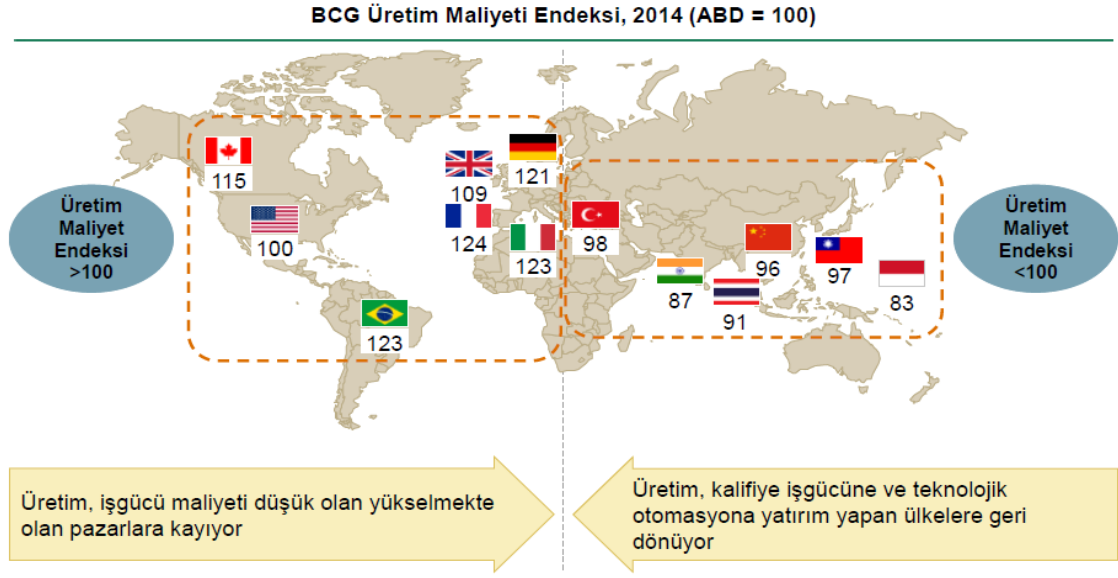 BCG Üretim Maliyeti Endeksi, 2014 (ABD = 100)
Üretim
Maliyet
Endeksi
>100
115
100
123
109
121
124
123
98
96
97
87
91
83
Üretim
Maliyet
Endeksi
<100
Üretim, işgücü maliyeti düşük olan yükselmekte
olan pazarlara kayıyor
Üretim, kalifiye işgücüne ve teknolojik
otomasyona yatırım yapan ülkelere geri
dönüyor